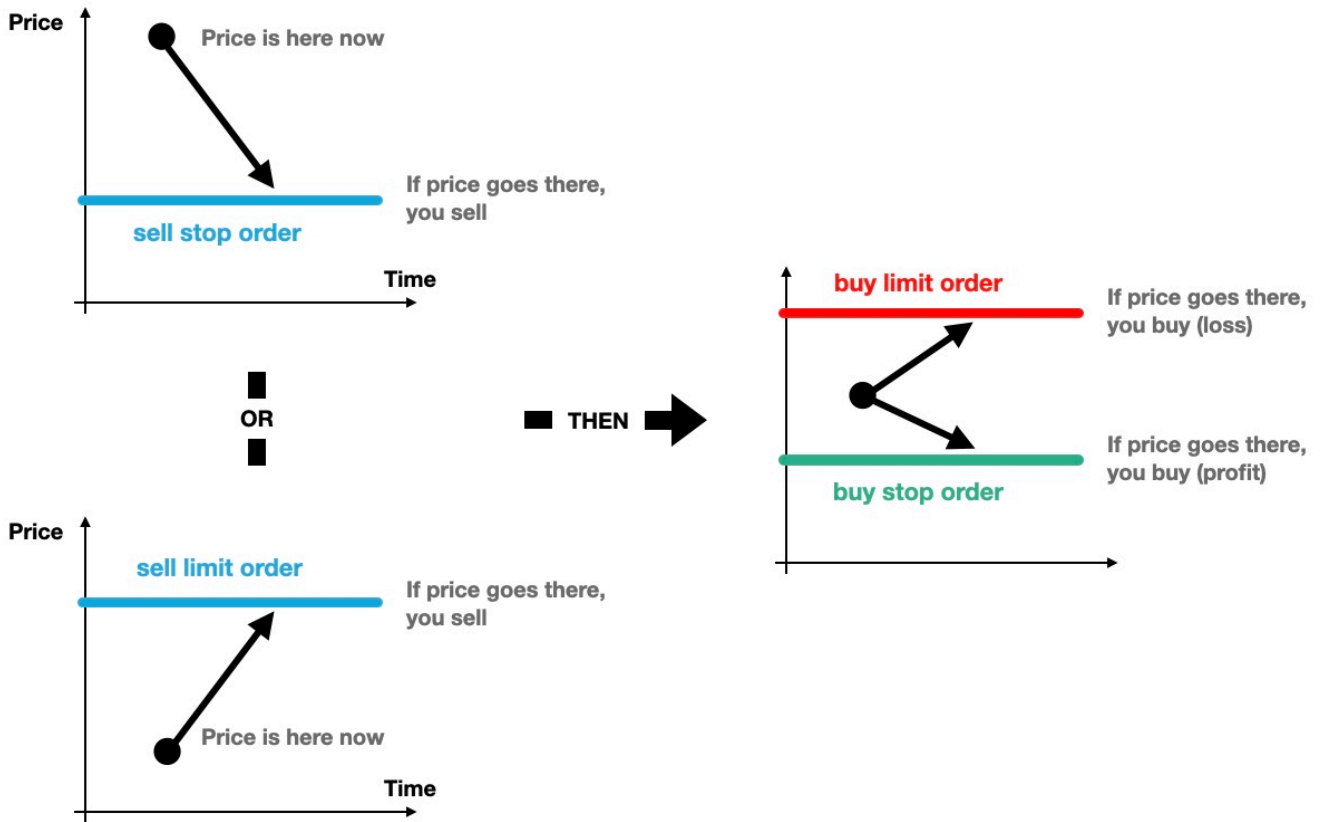 Price
Price is here now
If price goes there,
you sell
sell stop order
Time
OR
THEN
buy limit order
If price goes there,
you buy (loss)
If price goes there,
you buy (profit)
buy stop order
Price
sell limit order
If price goes there,
you sell
Price is here now
Time